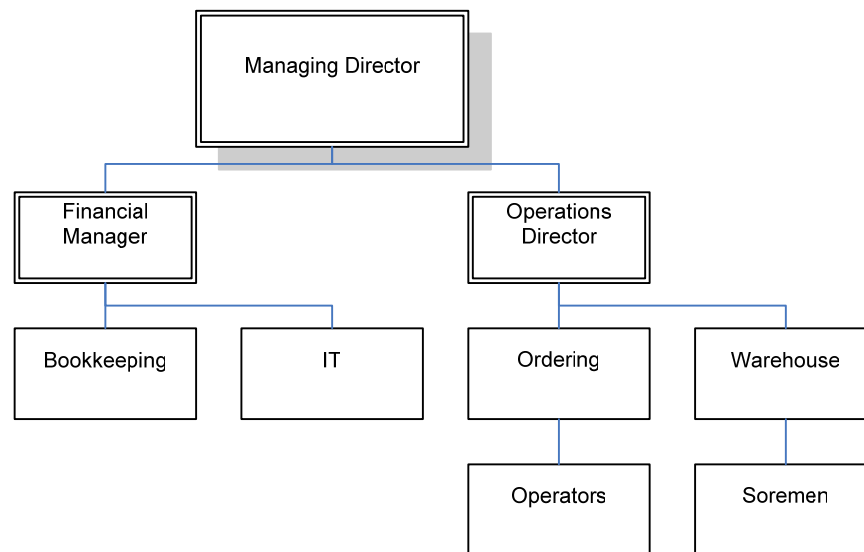 Managing Director
Financial
Manager
Operations
Director
Bookkeeping
IT
Ordering
Warehouse
Operators
Soremen